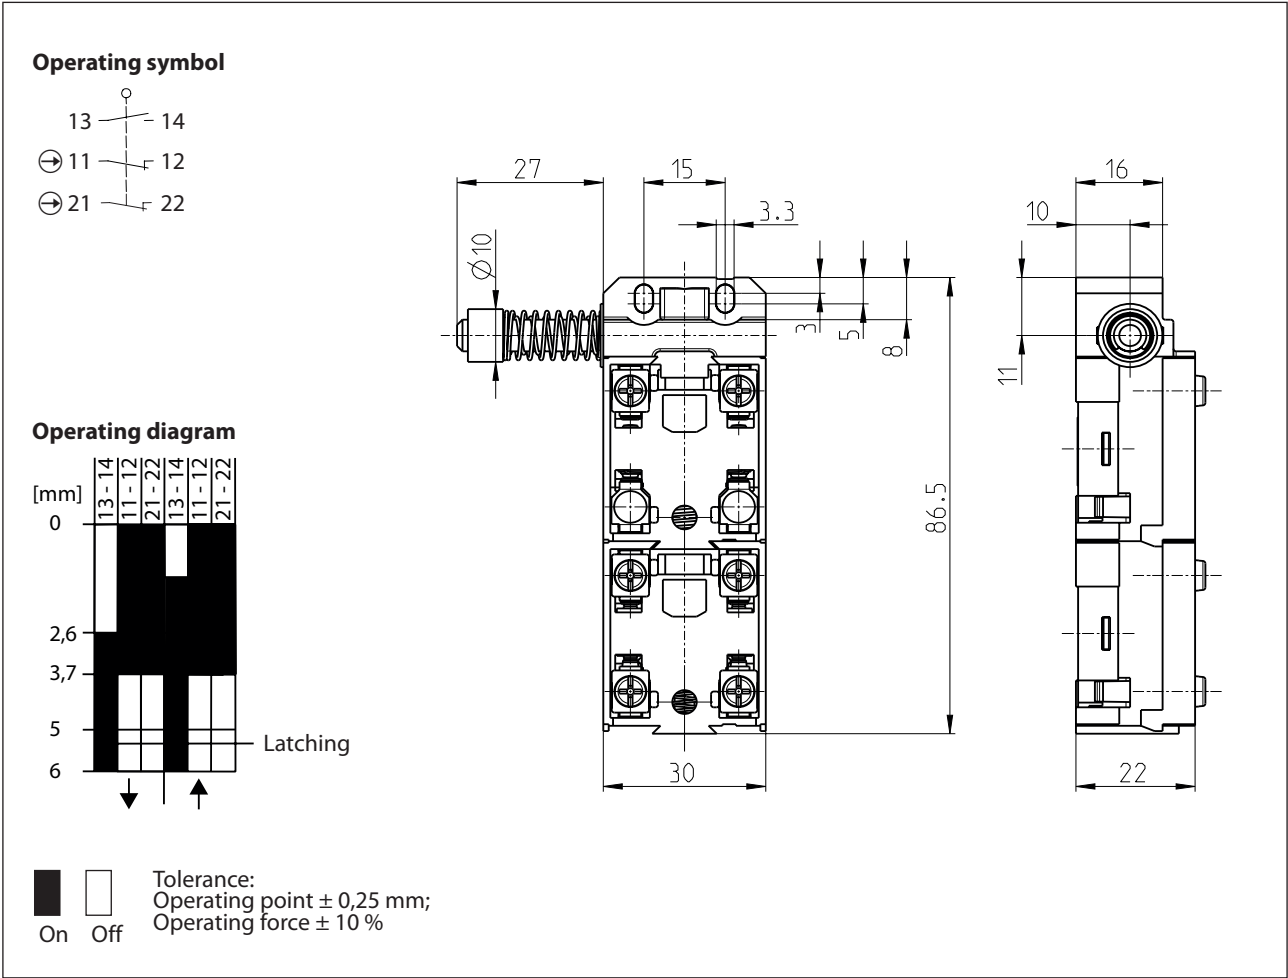 Operating symbol
13 14
11 12
21 22
27
15
3.3
Ø10
3
5
8
86.5
30
16
10
11
22
Operating diagram
[mm]
13 - 14
11 - 12
21 - 22
13 - 14
11 - 12
21 - 22
0
2,6
3,7
5
Latching
6
On Off
Tolerance:
Operating point ± 0,25 mm;
Operating force ± 10 %